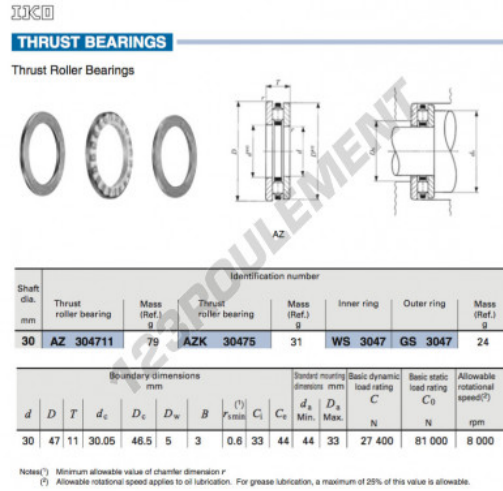 IKO
THRUST BEARINGS
Thrust Roller Bearings
T
r
r
D
d
AZ
123ROULEMENT
Identification number
Shaft dia. mm
Thrust roller bearing
Mass (Ref.) g
Thrust roller bearing
Mass (Ref.) g
Inner ring
Outer ring
Mass (Ref.) g
30 AZ 304711 79 AZK 30475 31 WS 3047 GS 3047 24
Boundary dimensions mm
Standard mounting dimensions mm
Basic dynamic load rating C N
Basic static load rating C0 N
Allowable rotational speed(2) rpm
d D T dc Dc Dw B (1) rsmin Ci Ce da Min. Da Max.
30 47 11 30.05 46.5 5 3 0.6 33 44 44 33 27 400 81 000 8 000
Notes(1) Minimum allowable value of chamfer dimension r
(2) Allowable rotational speed applies to oil lubrication. For grease lubrication, a maximum of 25% of this value is allowable.